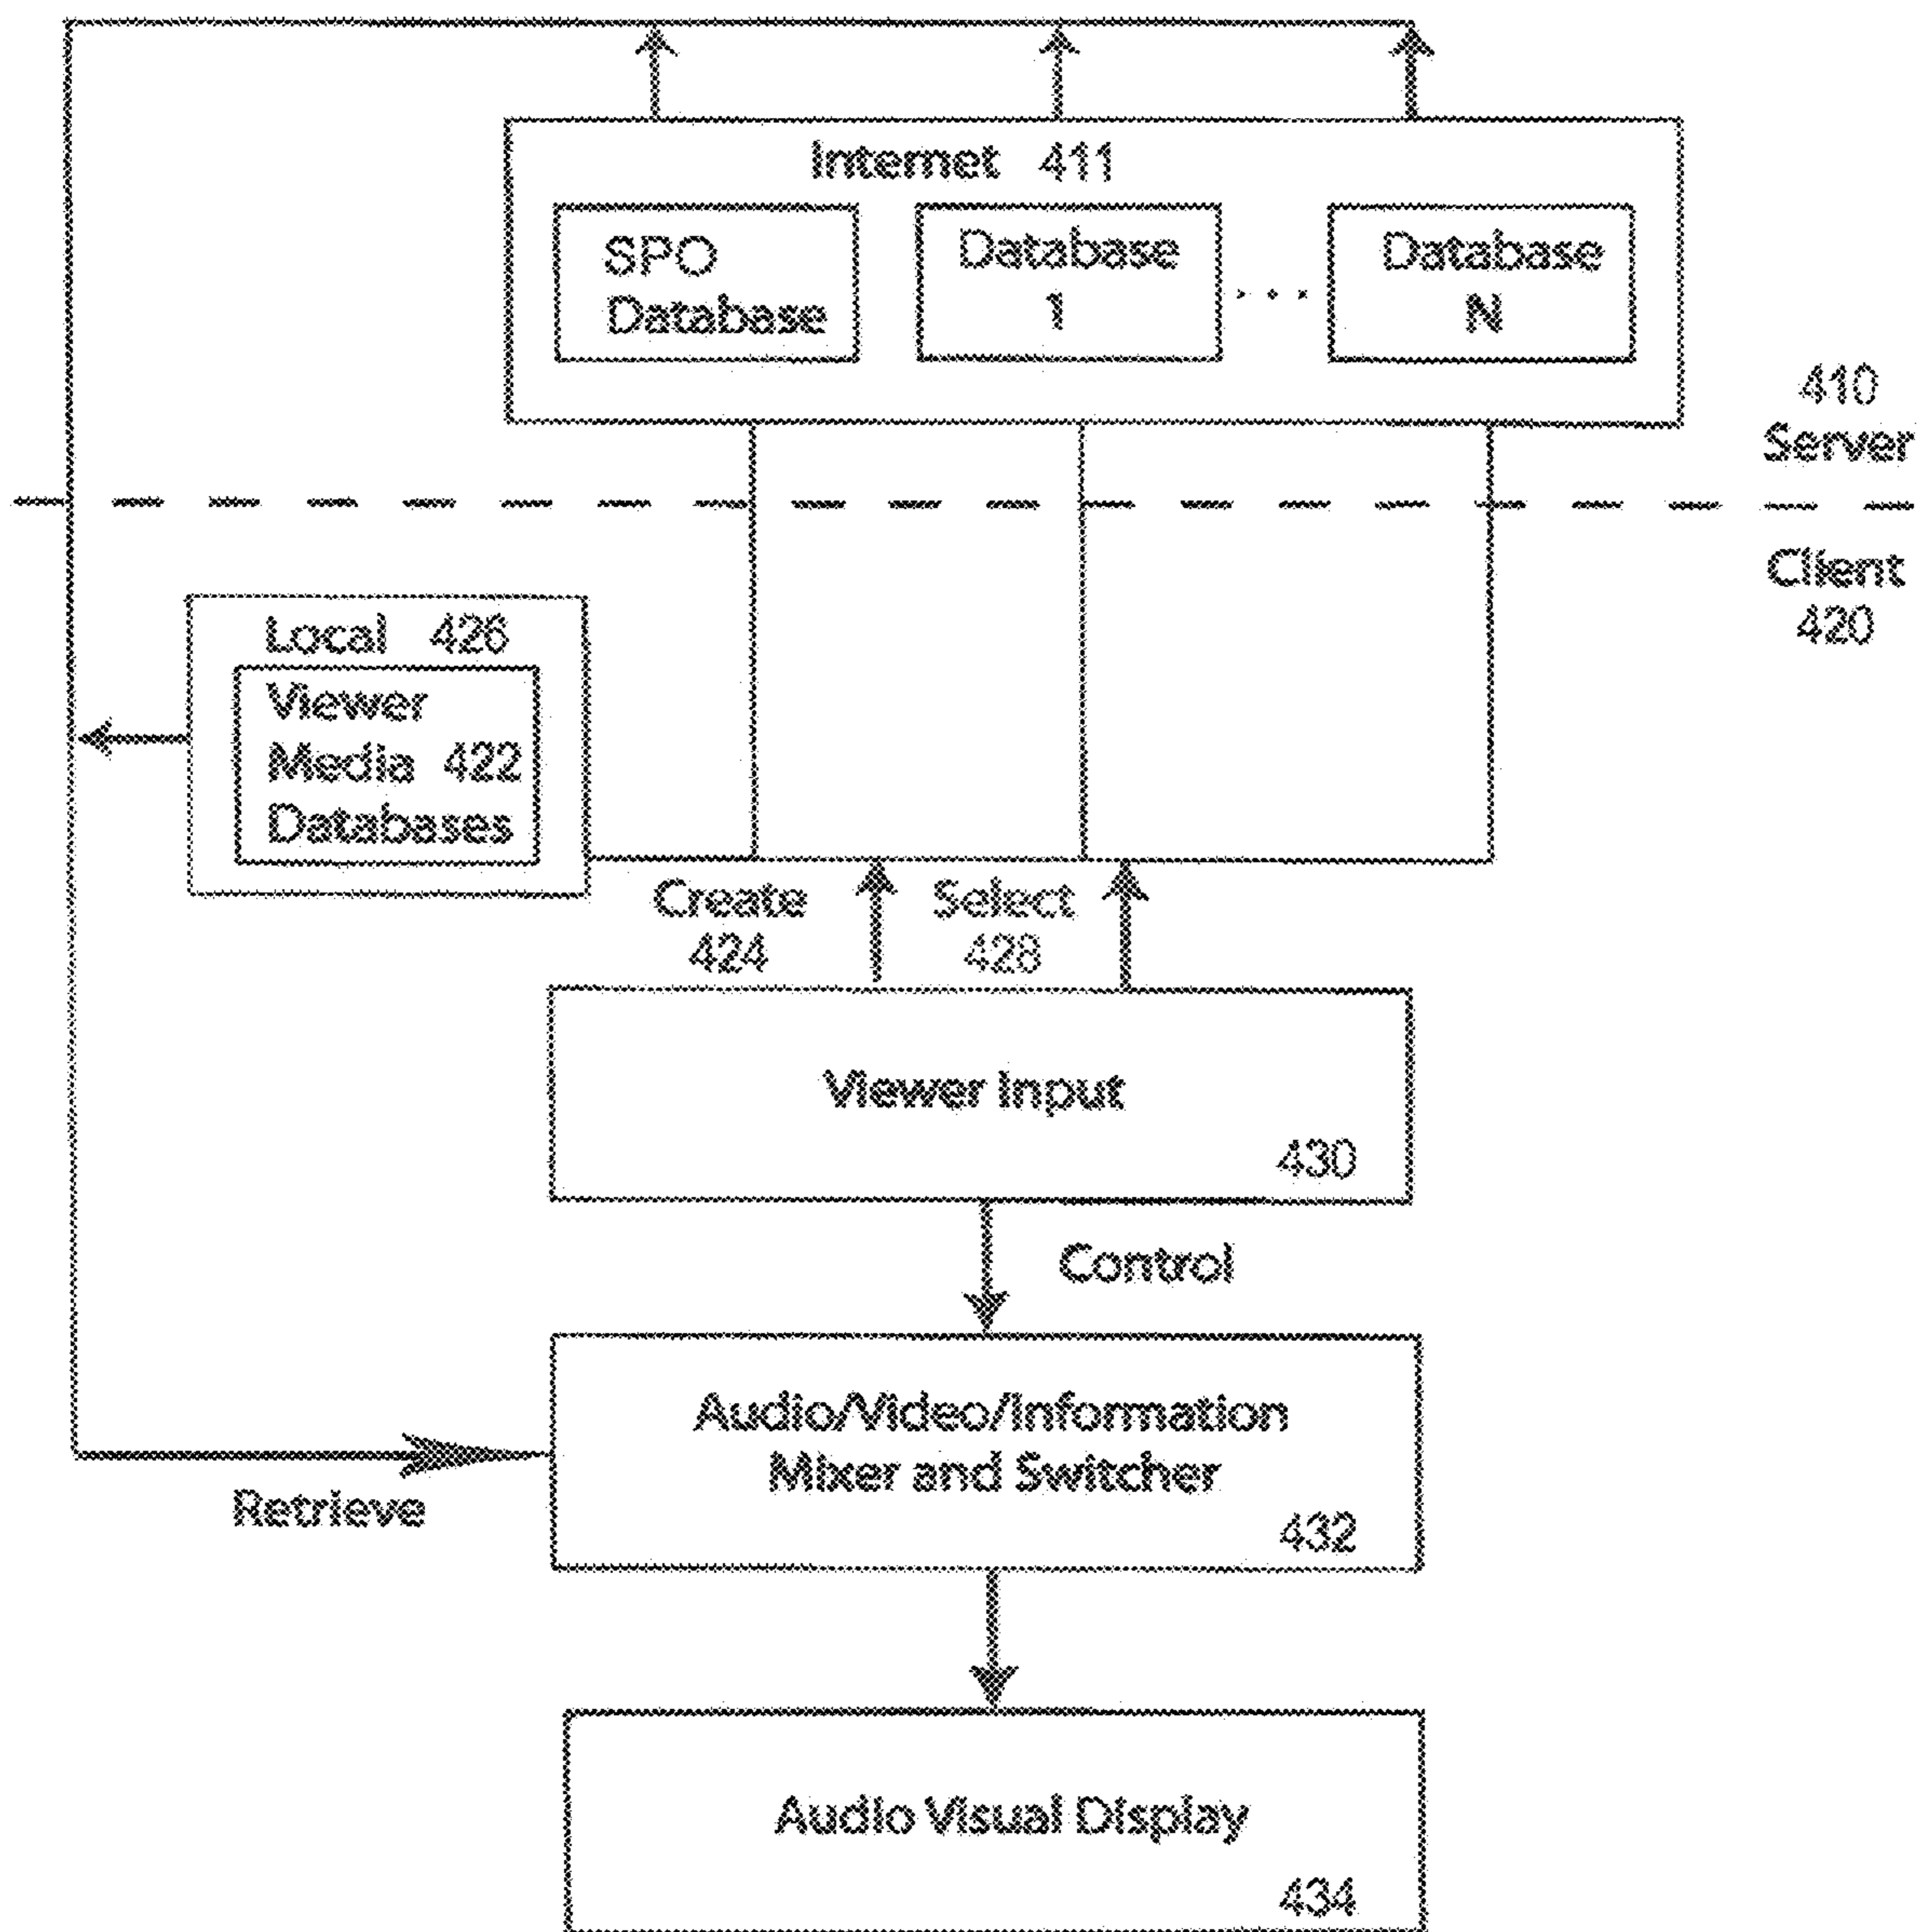 Internet 411
SPO
Database
Database
1
. . .
Database
N
410
Server
Client
420
Local 426
Viewer
Media 422
Databases
Create
424
Select
428
Viewer Input
430
Control
Audio/Video/Information
Mixer and Switcher
432
Retrieve
Audio Visual Display
434